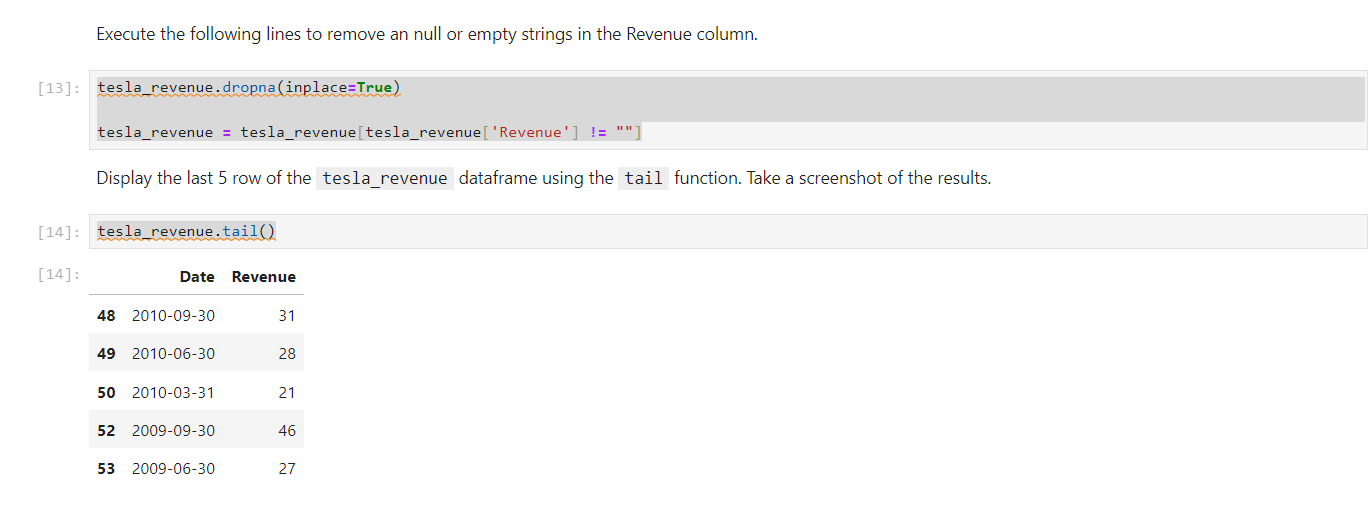 Execute the following lines to remove an null or empty strings in the Revenue column.
[13]: tesla_revenue.dropna(inplace=True)
tesla_revenue = tesla_revenue[tesla_revenue['Revenue'] != ""]
Display the last 5 row of the tesla_revenue dataframe using the tail function. Take a screenshot of the results.
[14]: tesla_revenue.tail()
[14]: Date Revenue
48 2010-09-30 31
49 2010-06-30 28
50 2010-03-31 21
52 2009-09-30 46
53 2009-06-30 27